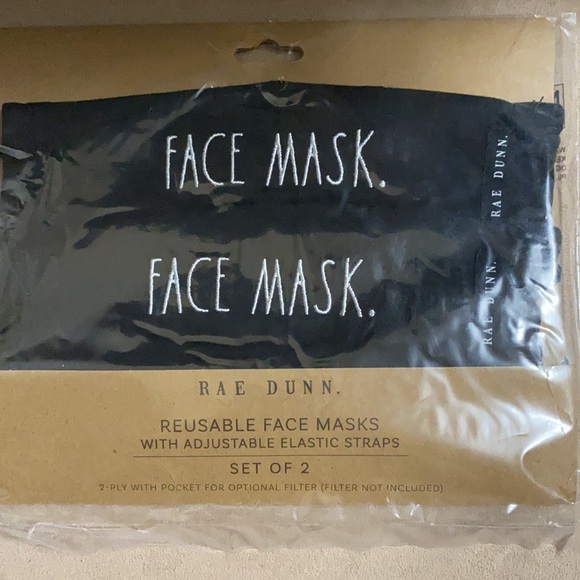 FACE MASK.
RAE DUNN.
FACE MASK.
RAE DUNN.
RAE DUNN.
REUSABLE FACE MASKS
WITH ADJUSTABLE ELASTIC STRAPS
SET OF 2
2-PLY WITH POCKET FOR OPTIONAL FILTER (FILTER NOT INCLUDED)